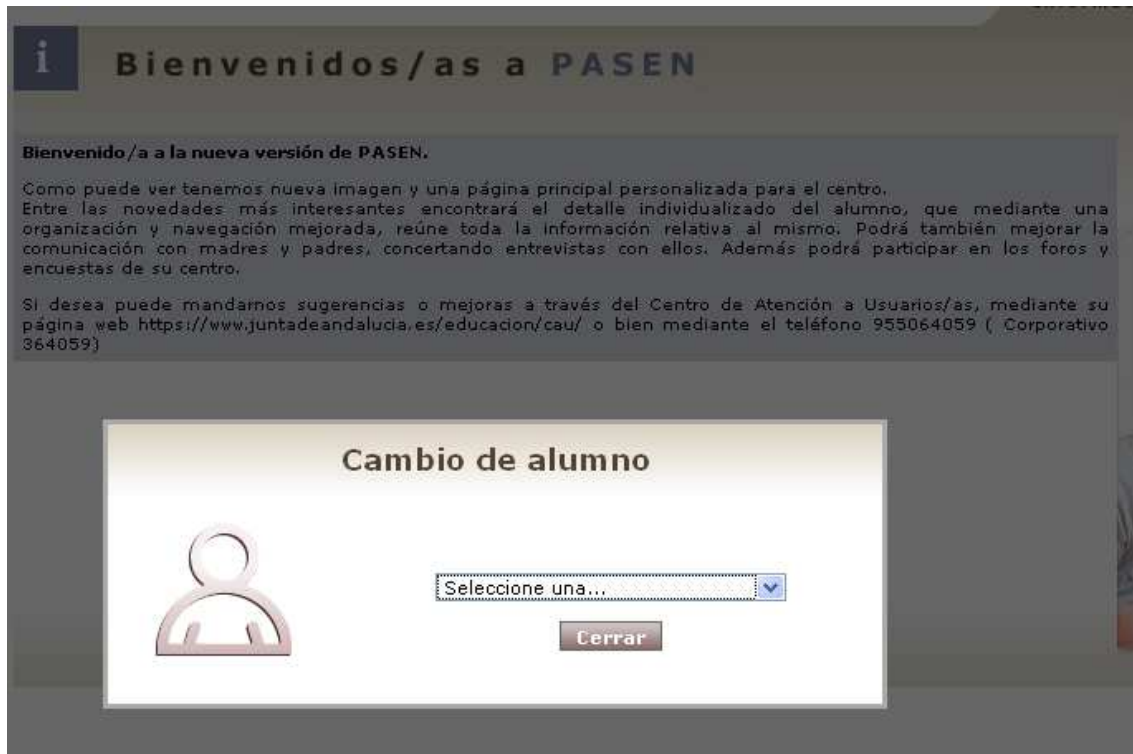 i
Bienvenidos/as a PASEN
Bienvenido/a a la nueva versión de PASEN.
Como puede ver tenemos nueva imagen y una página principal personalizada para el centro.
Entre las novedades más interesantes encontrará el detalle individualizado del alumno, que mediante una
organización y navegación mejorada, reúne toda la información relativa al mismo. Podrá también mejorar la
comunicación con madres y padres, concertando entrevistas con ellos. Además podrá participar en los foros y
encuestas de su centro.
Si desea puede mandarnos sugerencias o mejoras a través del Centro de Atención a Usuarios/as, mediante su
página web https://www.juntadeandalucia.es/educacion/cau/ o bien mediante el teléfono 955064059 ( Corporativo
364059)
Cambio de alumno
Seleccione una...
Cerrar